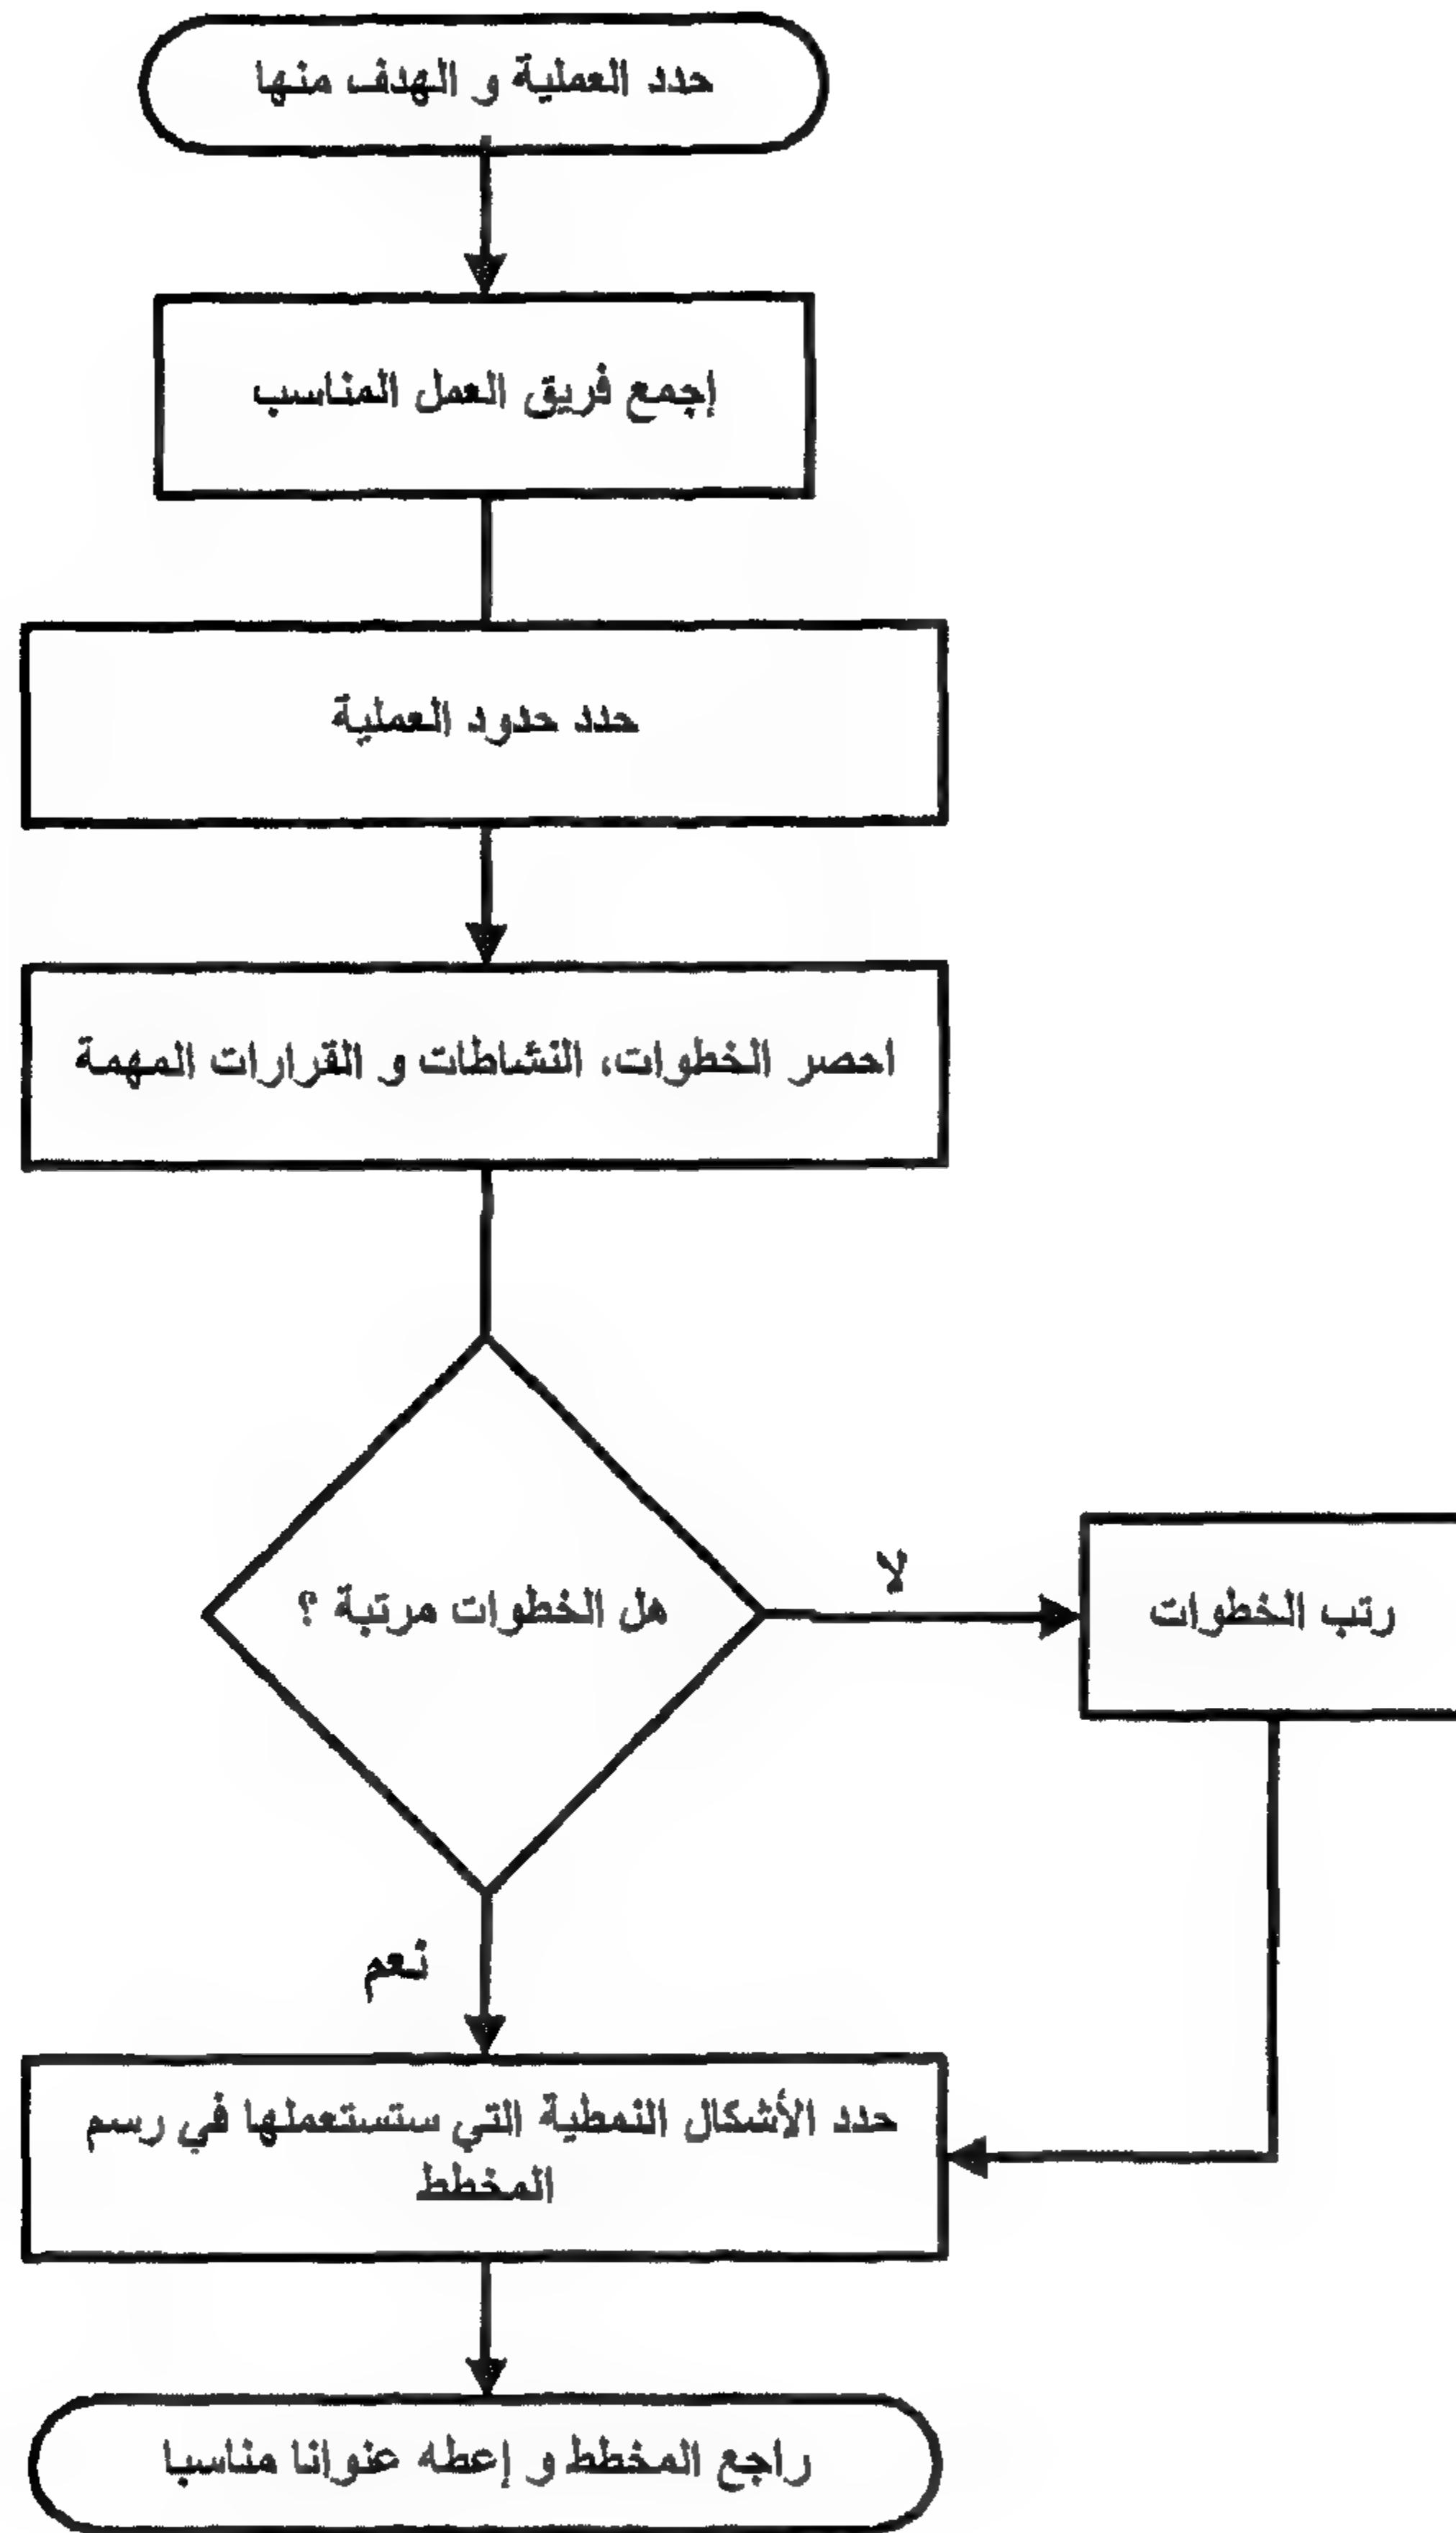 حدد العملية و الهدف منها
إجمع فريق العمل المناسب
حدد حدود العملية
احصر الخطوات، النشاطات و القرارات المهمة
هل الخطوات مرتبة ؟
لا
رتب الخطوات
نعم
حدد الأشكال النمطية التي ستستعملها في رسم
المخطط
راجع المخطط و إعطه عنوانا مناسبا